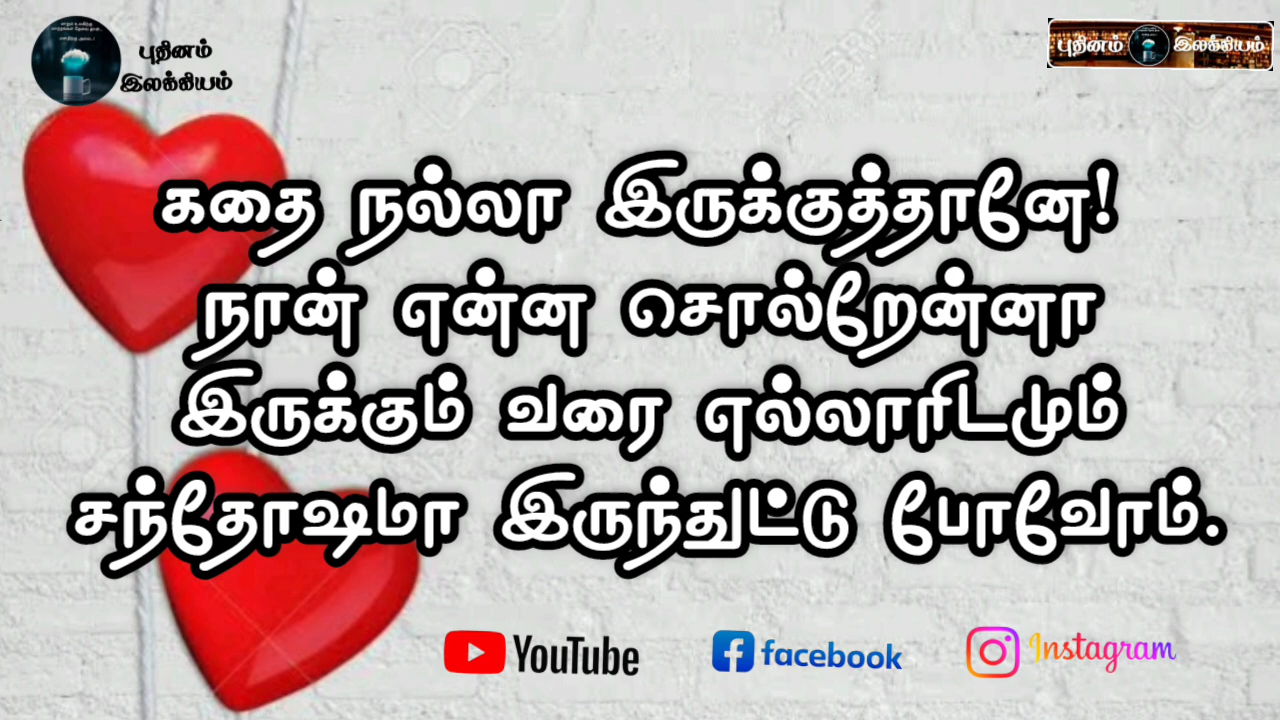 புதினம்
இலக்கியம்
புதினம் இலக்கியம்
கதை நல்லா இருக்குத்தானே!
நான் என்ன சொல்றேன்னா
இருக்கும் வரை எல்லாரிடமும்
சந்தோஷமா இருந்துட்டு போவோம்.
YouTube
facebook
Instagram